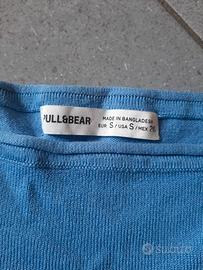 PULL&BEAR
MADE IN BANGLADESH
EUR S / USA S / MEX 26
subito